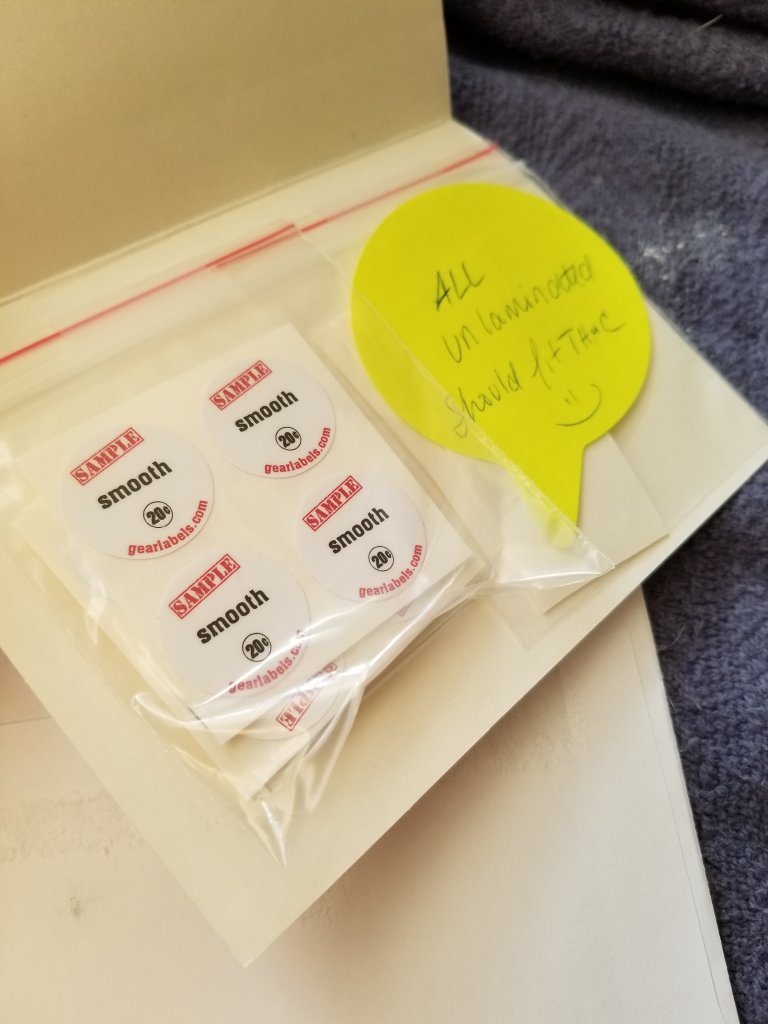 SAMPLE
smooth
20¢
gearlabels.com
SAMPLE
smooth
20¢
gearlabels.com
SAMPLE
smooth
20¢
gearlabels.co
SAMPLE
smooth
20¢
gearlabels.com
ALL
unlaminated
should fit TH&C
:)